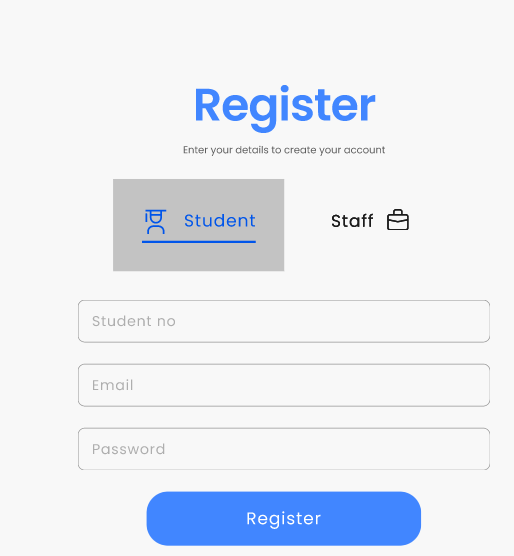 Register
Enter your details to create your account
Student Staff
Student no
Email
Password
Register